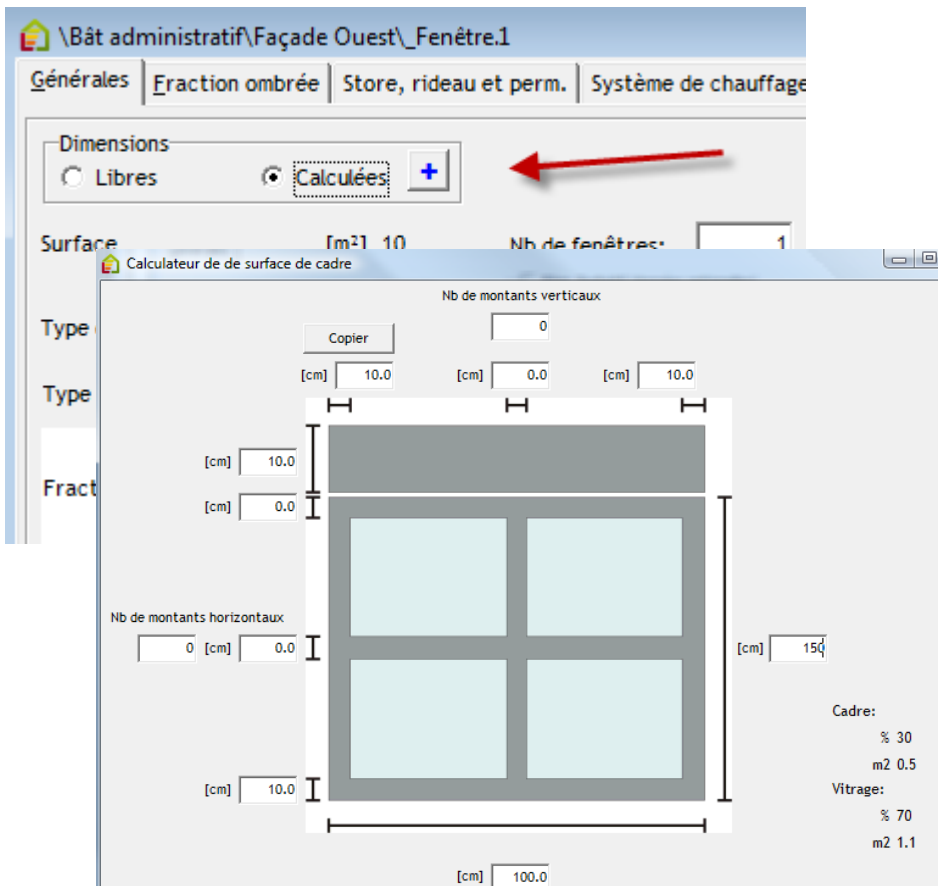 \Bât administratif\Façade Ouest\_Fenêtre.1
Générales Fraction ombrée Store, rideau et perm. Système de chauffage
Dimensions
Libres Calculées +
Surface [m²] 10 Nb de fenêtres: 1
Calculateur de de surface de cadre
Nb de montants verticaux
Type
Copier 0
[cm] 10.0 [cm] 0.0 [cm] 10.0
Type
[cm] 10.0
Fract
[cm] 0.0
Nb de montants horizontaux
0 [cm] 0.0 [cm] 150
Cadre:
% 30
m2 0.5
[cm] 10.0 Vitrage:
% 70
m2 1.1
[cm] 100.0